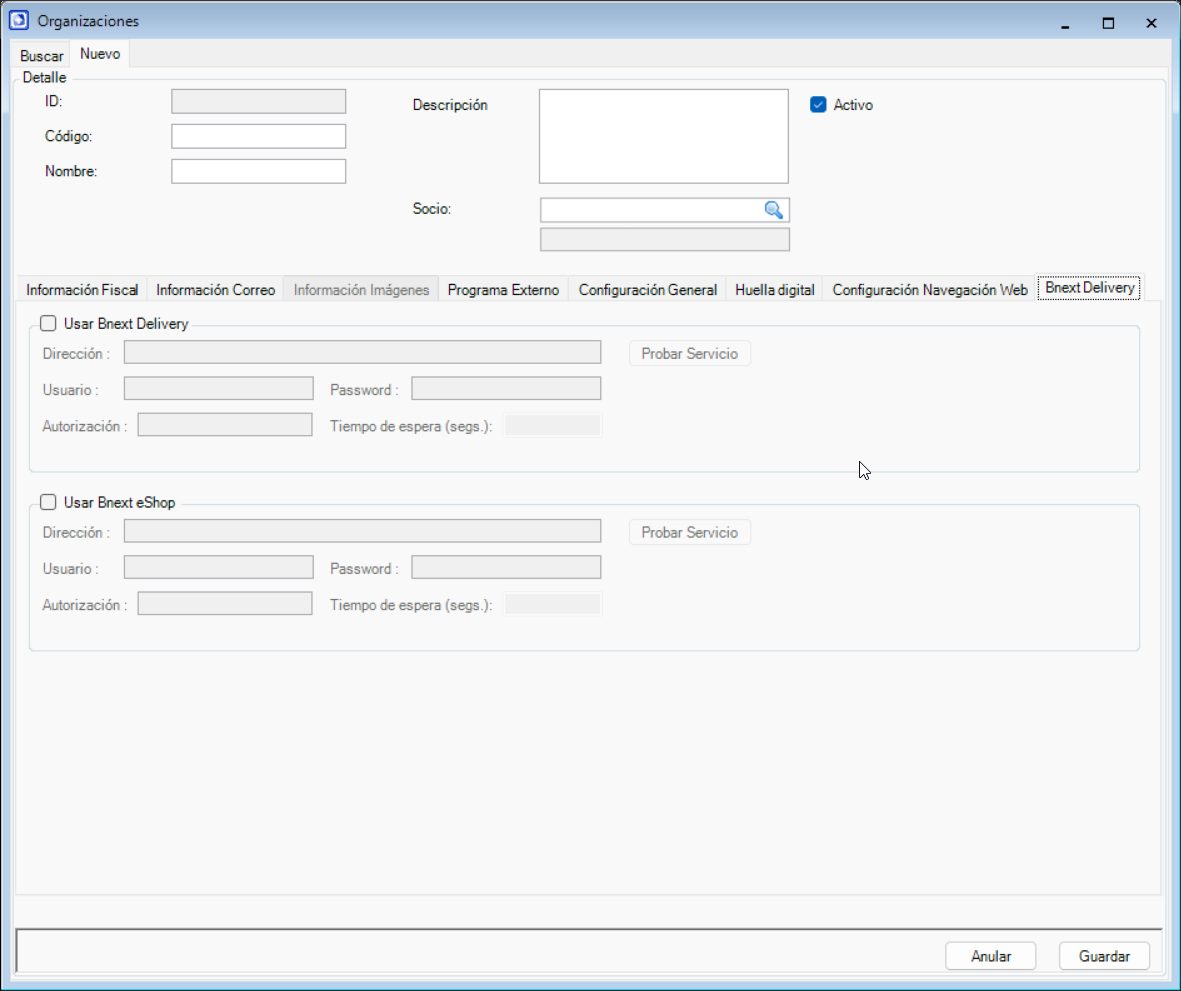 Organizaciones
Buscar Nuevo
Detalle
ID:
Descripción
Activo
Código:
Nombre:
Socio:
Información Fiscal Información Correo Información Imágenes Programa Externo Configuración General Huella digital Configuración Navegación Web Bnext Delivery
Usar Bnext Delivery
Dirección : Probar Servicio
Usuario : Password :
Autorización : Tiempo de espera (segs.):
Usar Bnext eShop
Dirección : Probar Servicio
Usuario : Password :
Autorización : Tiempo de espera (segs.):
Anular Guardar